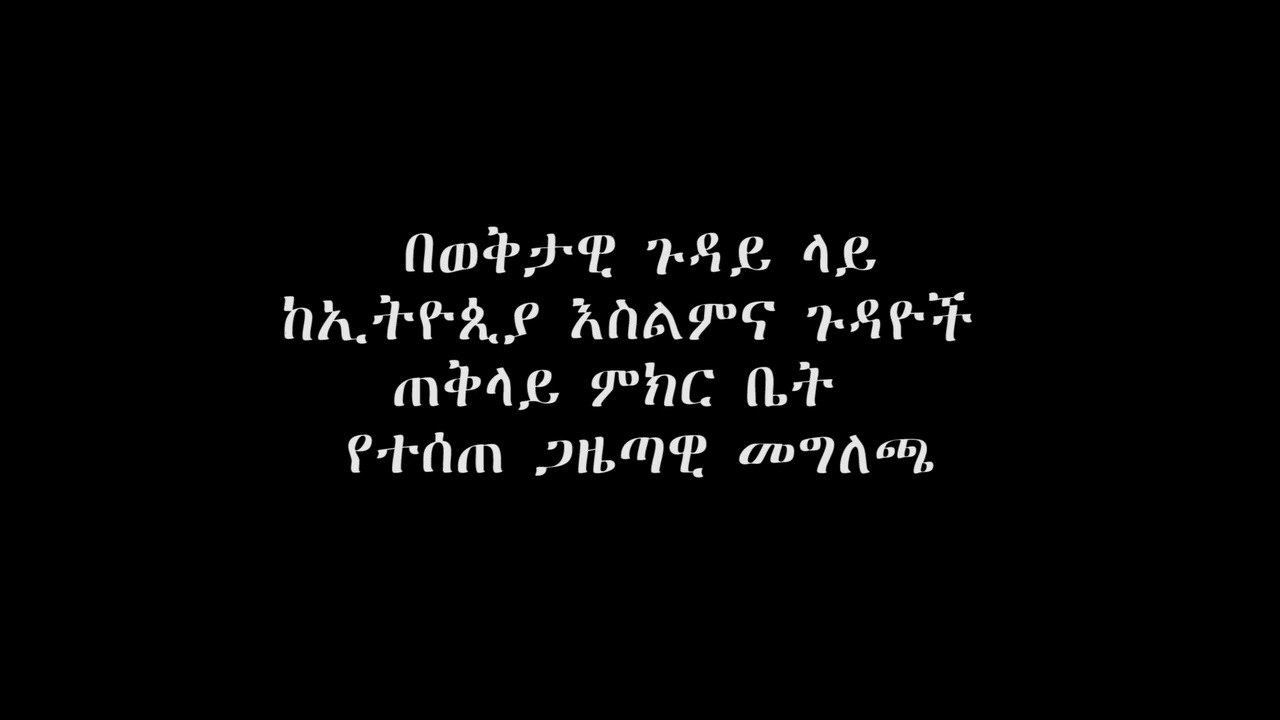 በወቅታዊ ጉዳይ ላይ
ከኢትዮጲያ እስልምና ጉዳዮች
ጠቅላይ ምክር ቤት
የተሰጠ ጋዜጣዊ መግለጫ